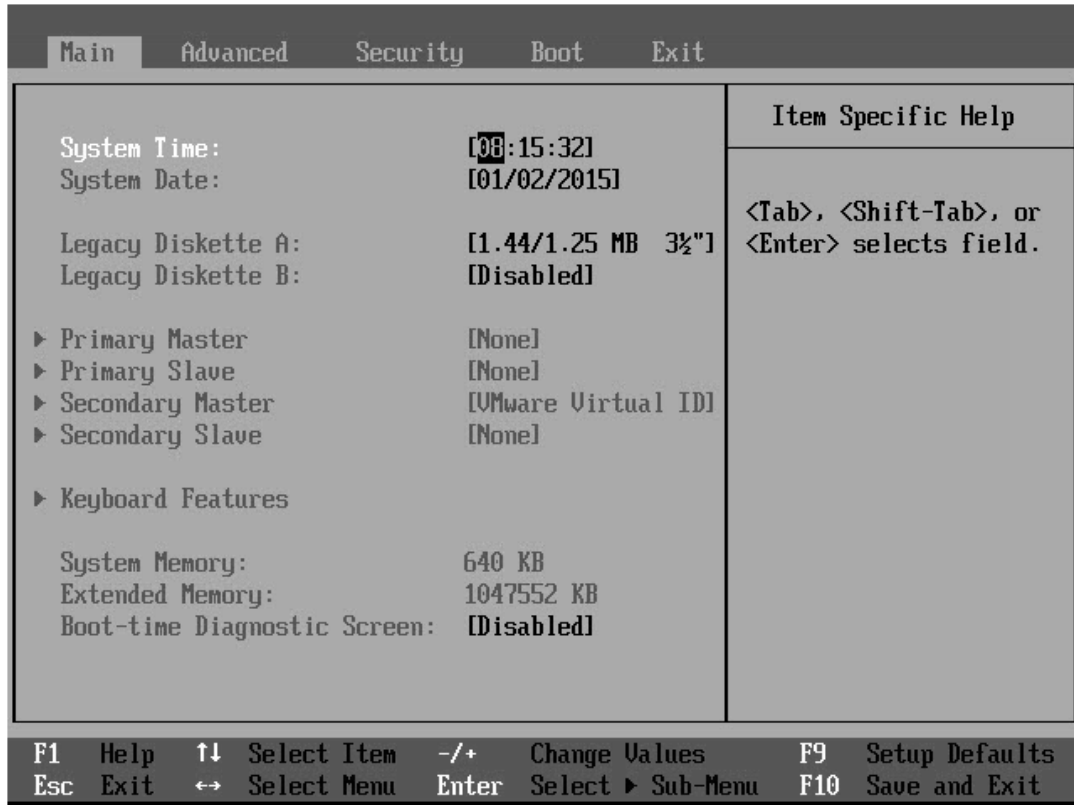 Main Advanced Security Boot Exit
Item Specific Help
System Time: [08:15:32]
System Date: [01/02/2015]
<Tab>, <Shift-Tab>, or
<Enter> selects field.
Legacy Diskette A: [1.44/1.25 MB 3½"]
Legacy Diskette B: [Disabled]
▶ Primary Master [None]
▶ Primary Slave [None]
▶ Secondary Master [VMware Virtual ID]
▶ Secondary Slave [None]
▶ Keyboard Features
System Memory: 640 KB
Extended Memory: 1047552 KB
Boot-time Diagnostic Screen: [Disabled]
F1 Help ↑↓ Select Item -/+ Change Values F9 Setup Defaults
Esc Exit ↔ Select Menu Enter Select ▶ Sub-Menu F10 Save and Exit